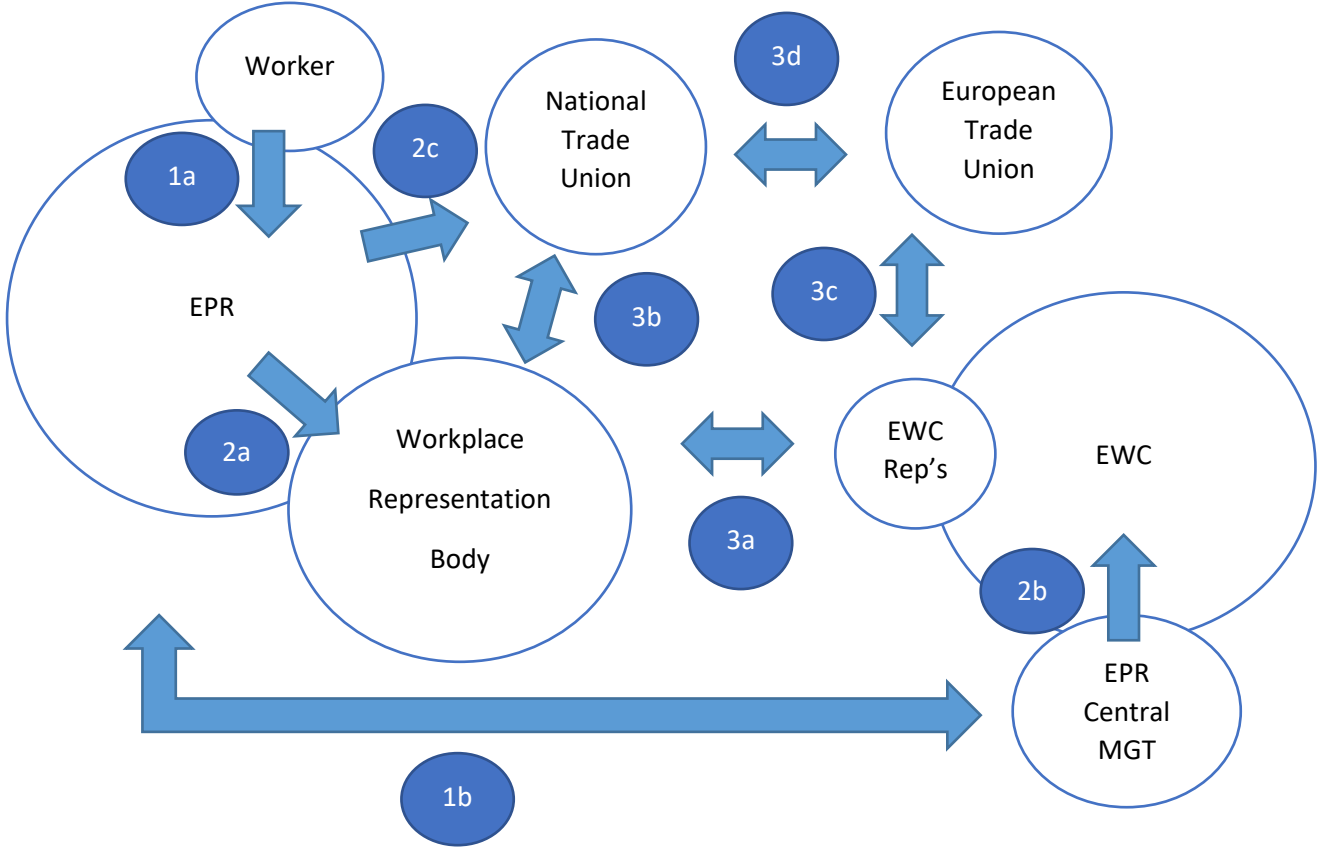 Worker
3d
National
Trade
Union
European
Trade
Union
2c
1a
EPR
3b
3c
2a
Workplace
Representation
Body
EWC
Rep’s
EWC
3a
2b
EPR
Central
MGT
1b